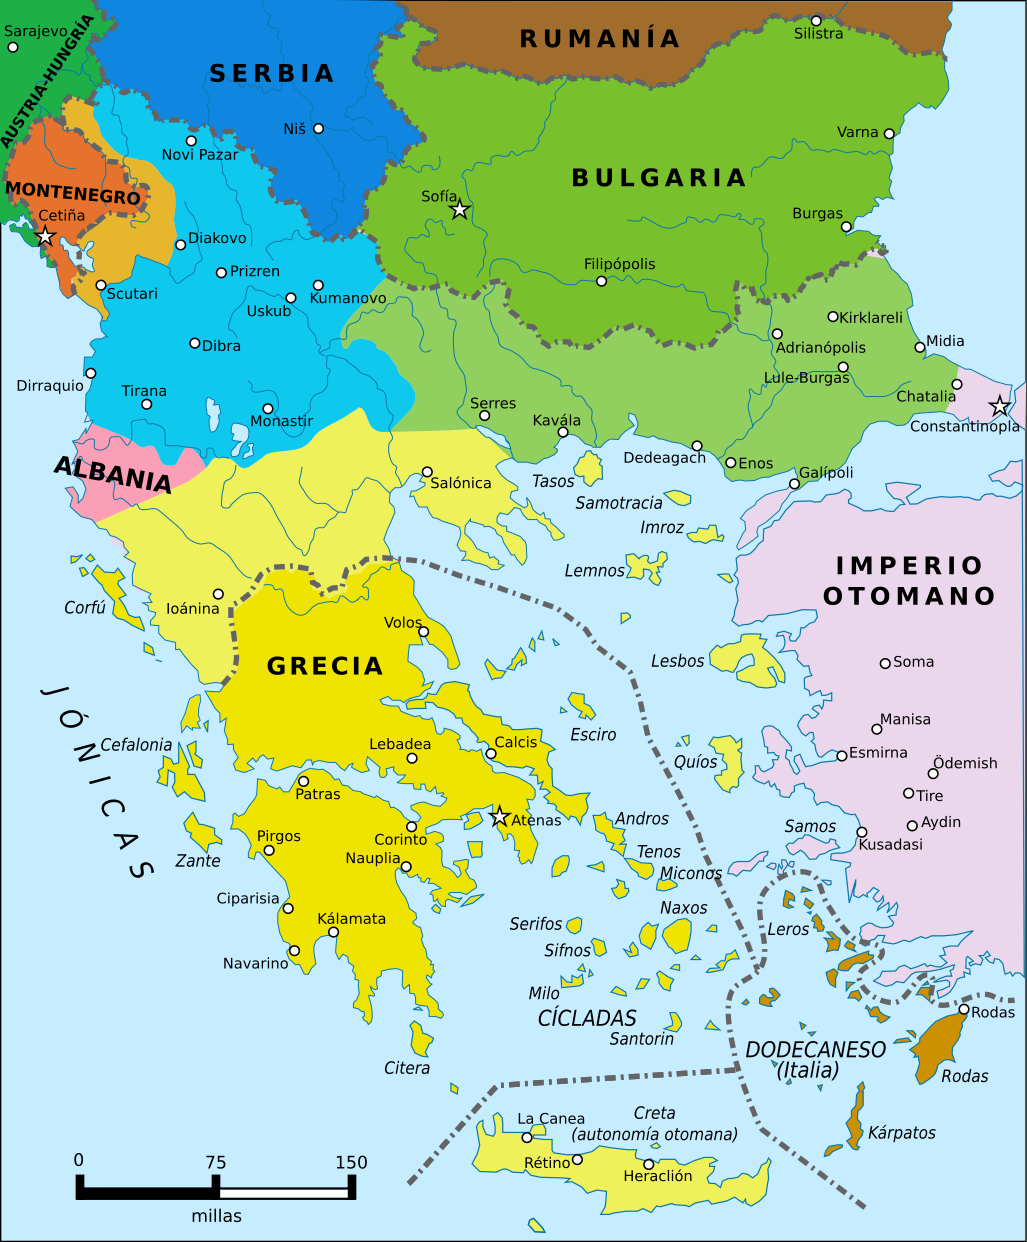 Sarajevo
AUSTRIA-HUNGRÍA
RUMANÍA
Silistra
SERBIA
Niš
Novi Pazar
Varna
BULGARIA
MONTENEGRO
Cetiña
Sofía
Burgas
Diakovo
Filipópolis
Prizren
Scutari
Uskub
Kumanovo
Kirklareli
Dibra
Adrianópolis
Midia
Lule-Burgas
Dirraquio
Tirana
Chatalia
Monastir
Serres
Kavála
Constantinopla
Dedeagach
Enos
ALBANIA
Salónica
Tasos
Galípoli
Samotracia
Imroz
Lemnos
IMPERIO
OTOMANO
Corfú
Ioánina
Volos
GRECIA
Lesbos
Soma
JÓNICAS
Manisa
Cefalonia
Lebadea
Calcis
Esciro
Quíos
Esmirna
Ödemish
Patras
Tire
Atenas
Andros
Samos
Aydin
Pirgos
Corinto
Kusadasi
Zante
Nauplia
Tenos
Miconos
Ciparisia
Kálamata
Naxos
Serifos
Leros
Sifnos
Navarino
Milo
CÍCLADAS
Rodas
Santorin
DODECANESO
(Italia)
Citera
Rodas
La Canea
Creta
(autonomía otomana)
Kárpatos
Rétino
Heraclión
0 75 150
millas